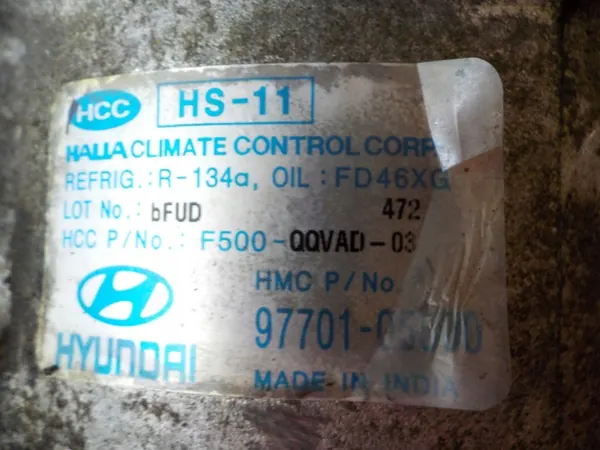 HCC HS-11
HALLA CLIMATE CONTROL CORP.
REFRIG.: R-134a, OIL : FD46XG
LOT No.: bFUD 472
HCC P/No.: F500-QQVAD-03
HMC P/No
HYUNDAI
MADE IN INDIA